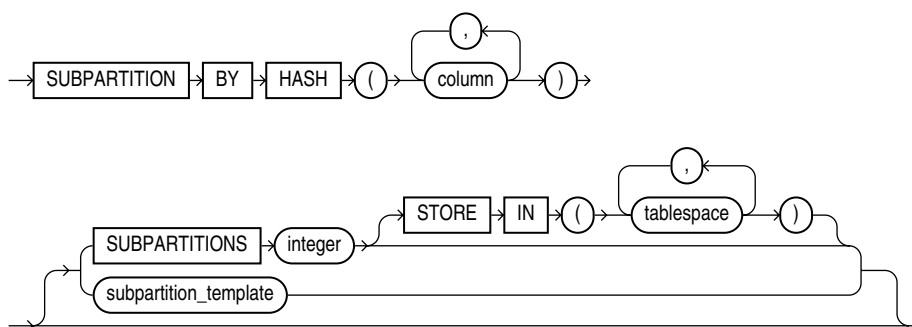 ,
SUBPARTITION BY HASH ( column )
,
STORE IN ( tablespace )
SUBPARTITIONS integer
subpartition_template